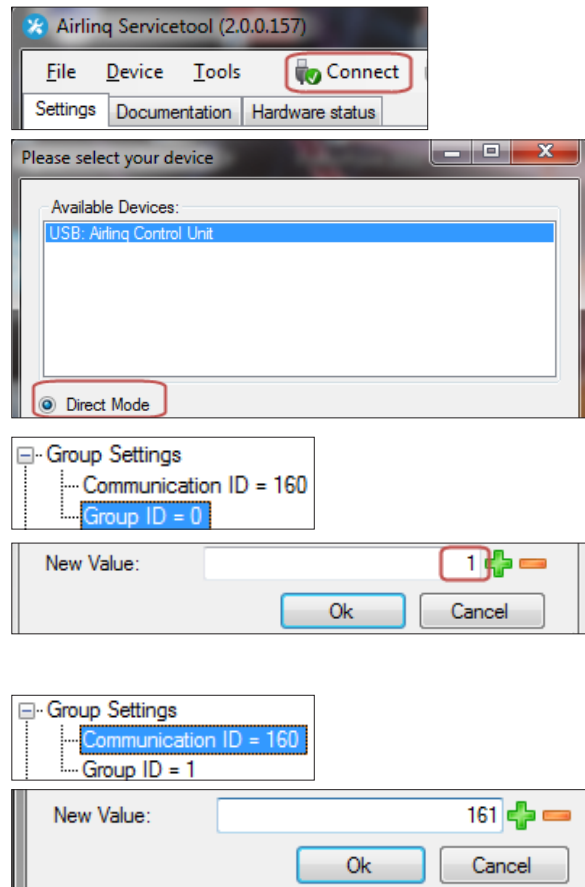 Airlinq Servicetool (2.0.0.157)
File Device Tools Connect
Settings Documentation Hardware status
Please select your device
Available Devices:
USB: Airlinq Control Unit
Direct Mode
Group Settings
Communication ID = 160
Group ID = 0
New Value: 1
Ok Cancel
Group Settings
Communication ID = 160
Group ID = 1
New Value: 161
Ok Cancel